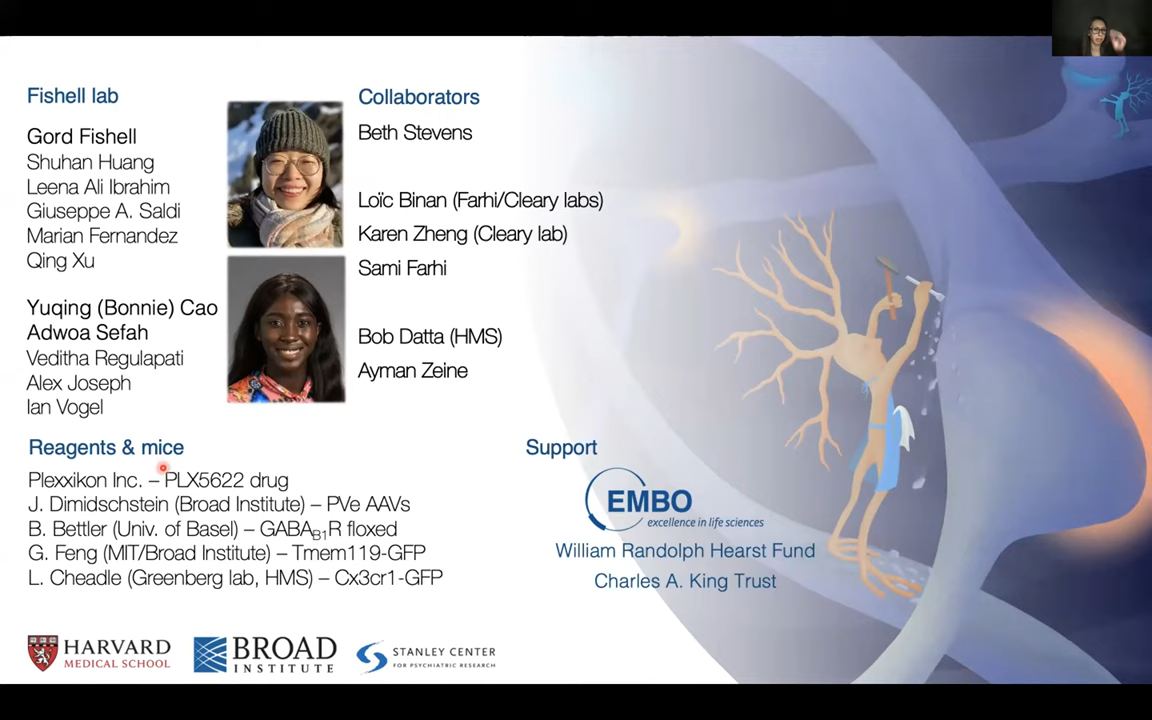 Fishell lab
Gord Fishell
Shuhan Huang
Leena Ali Ibrahim
Giuseppe A. Saldi
Marian Fernandez
Qing Xu
Yuqing (Bonnie) Cao
Adwoa Sefah
Veditha Regulapati
Alex Joseph
Ian Vogel
Collaborators
Beth Stevens
Loïc Binan (Farhi/Cleary labs)
Karen Zheng (Cleary lab)
Sami Farhi
Bob Datta (HMS)
Ayman Zeine
Reagents & mice
Plexxikon Inc. – PLX5622 drug
J. Dimidschstein (Broad Institute) – PVe AAVs
B. Bettler (Univ. of Basel) – GABAB1R floxed
G. Feng (MIT/Broad Institute) – Tmem119-GFP
L. Cheadle (Greenberg lab, HMS) – Cx3cr1-GFP
Support
EMBO
excellence in life sciences
William Randolph Hearst Fund
Charles A. King Trust
HARVARD
MEDICAL SCHOOL
BROAD
INSTITUTE
STANLEY CENTER
FOR PSYCHIATRIC RESEARCH